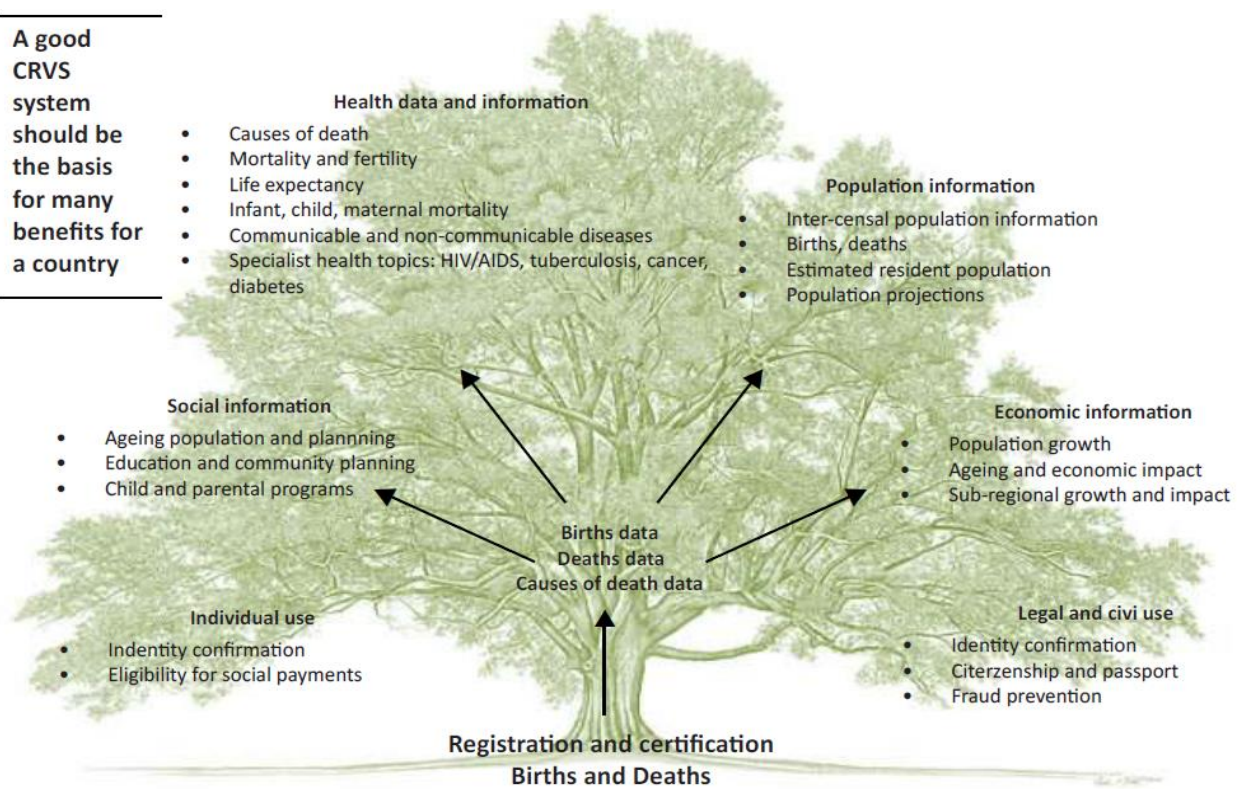 A good
CRVS
system
should be
the basis
for many
benefits for
a country
Health data and information
• Causes of death
• Mortality and fertility
• Life expectancy
• Infant, child, maternal mortality
• Communicable and non-communicable diseases
• Specialist health topics: HIV/AIDS, tuberculosis, cancer,
diabetes
Population information
• Inter-censal population information
• Births, deaths
• Estimated resident population
• Population projections
Social information
• Ageing population and plannning
• Education and community planning
• Child and parental programs
Economic information
• Population growth
• Ageing and economic impact
• Sub-regional growth and impact
Births data
Deaths data
Causes of death data
Individual use
• Indentity confirmation
• Eligibility for social payments
Legal and civi use
• Identity confirmation
• Citerzenship and passport
• Fraud prevention
Registration and certification
Births and Deaths